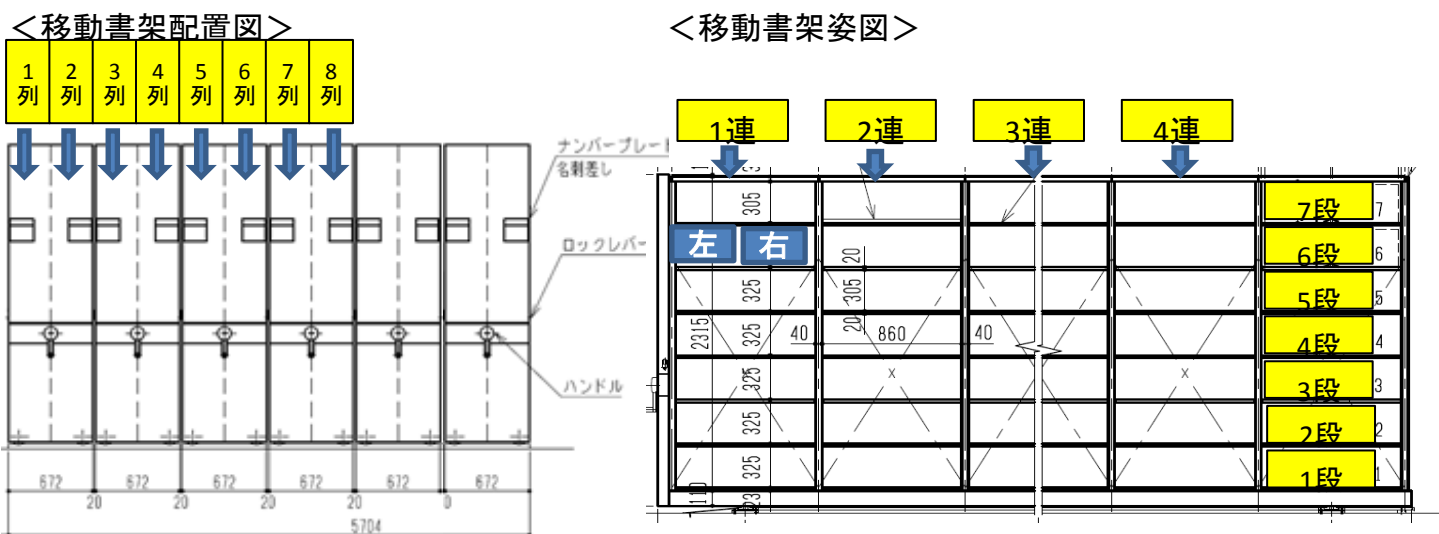 ＜移動書架配置図＞
1列 2列 3列 4列 5列 6列 7列 8列
ナンバープレート
名刺差し
ロックレバー
ハンドル
672 672 672 672 672 672
20 20 20 20 0
5704
＜移動書架姿図＞
1連 2連 3連 4連
305
7段 7
左 右
6段 6
20
325 305
5段 5
20
2315
325
40 860 40
4段 4
325
3段 3
325
2段 2
325
1段 1
110
23